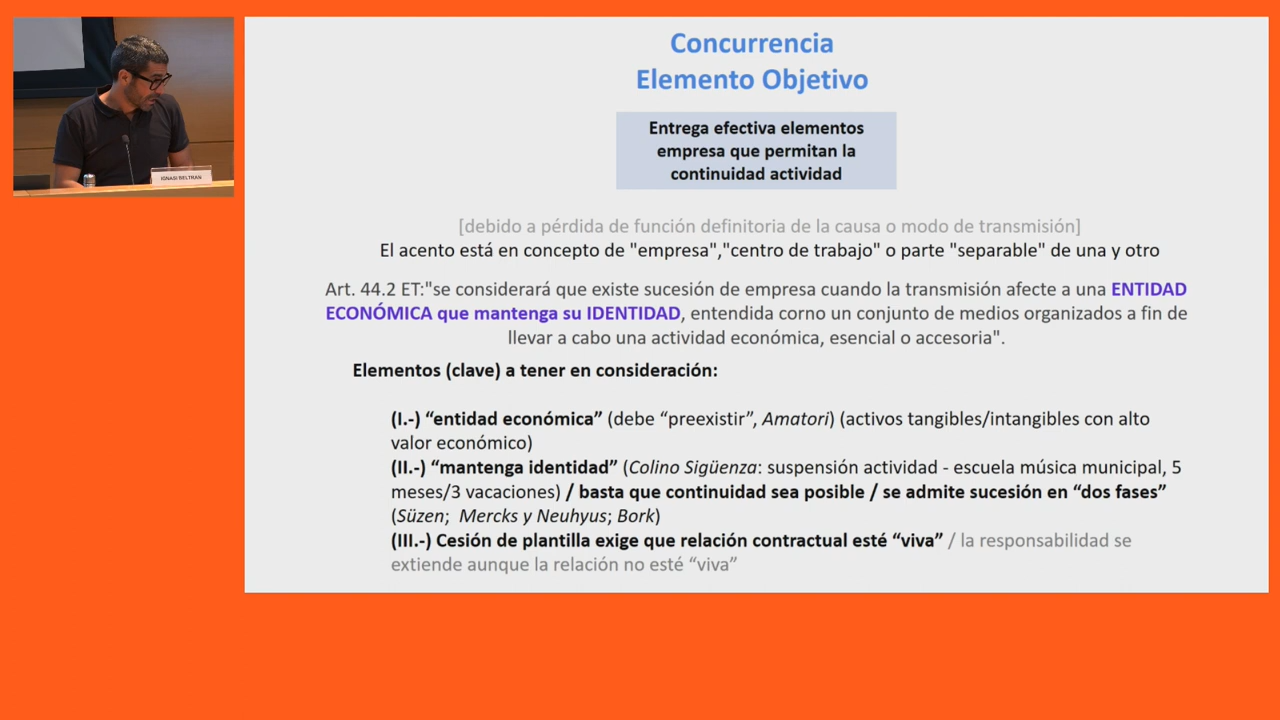 IGNASI BELTRAN
Concurrencia
Elemento Objetivo
Entrega efectiva elementos
empresa que permitan la
continuidad actividad
[debido a pérdida de función definitoria de la causa o modo de transmisión]
El acento está en concepto de "empresa","centro de trabajo" o parte "separable" de una y otro
Art. 44.2 ET:"se considerará que existe sucesión de empresa cuando la transmisión afecte a una ENTIDAD
ECONÓMICA que mantenga su IDENTIDAD, entendida corno un conjunto de medios organizados a fin de
llevar a cabo una actividad económica, esencial o accesoria".
Elementos (clave) a tener en consideración:
(I.-) “entidad económica” (debe “preexistir”, Amatori) (activos tangibles/intangibles con alto
valor económico)
(II.-) “mantenga identidad” (Colino Sigüenza: suspensión actividad - escuela música municipal, 5
meses/3 vacaciones) / basta que continuidad sea posible / se admite sucesión en “dos fases”
(Süzen; Mercks y Neuhyus; Bork)
(III.-) Cesión de plantilla exige que relación contractual esté “viva” / la responsabilidad se
extiende aunque la relación no esté “viva”